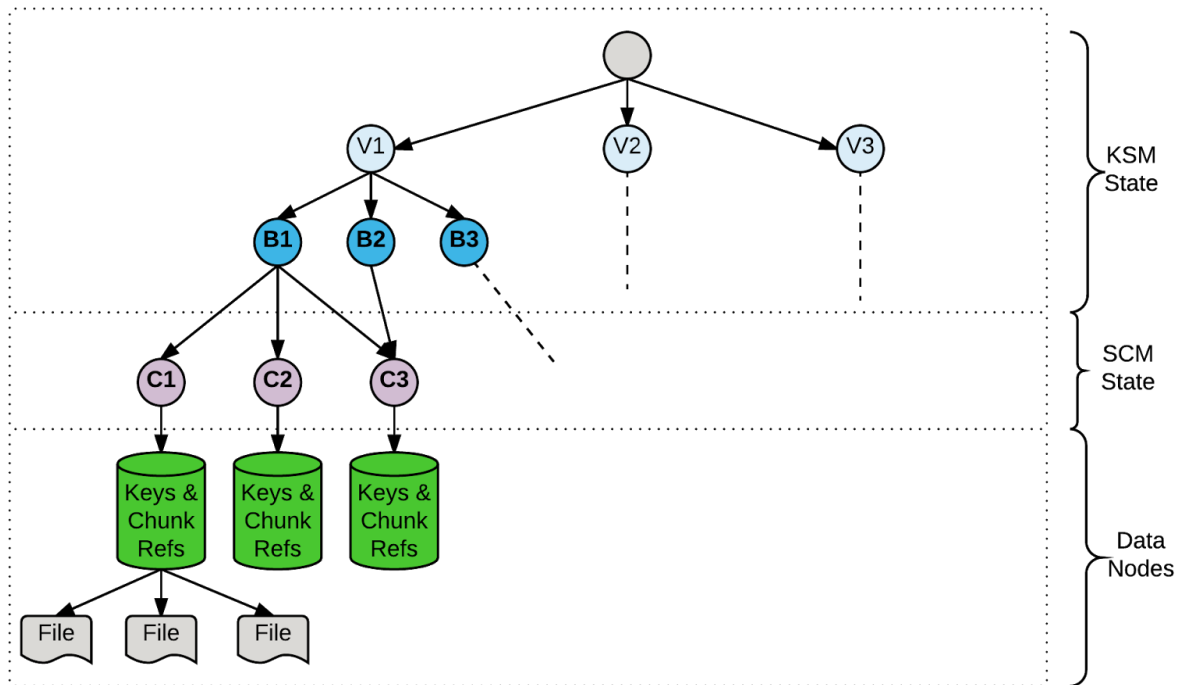 V1
V2
V3
KSM
State
B1
B2
B3
SCM
State
C1
C2
C3
Keys &
Chunk
Refs
Keys &
Chunk
Refs
Keys &
Chunk
Refs
Data
Nodes
File
File
File